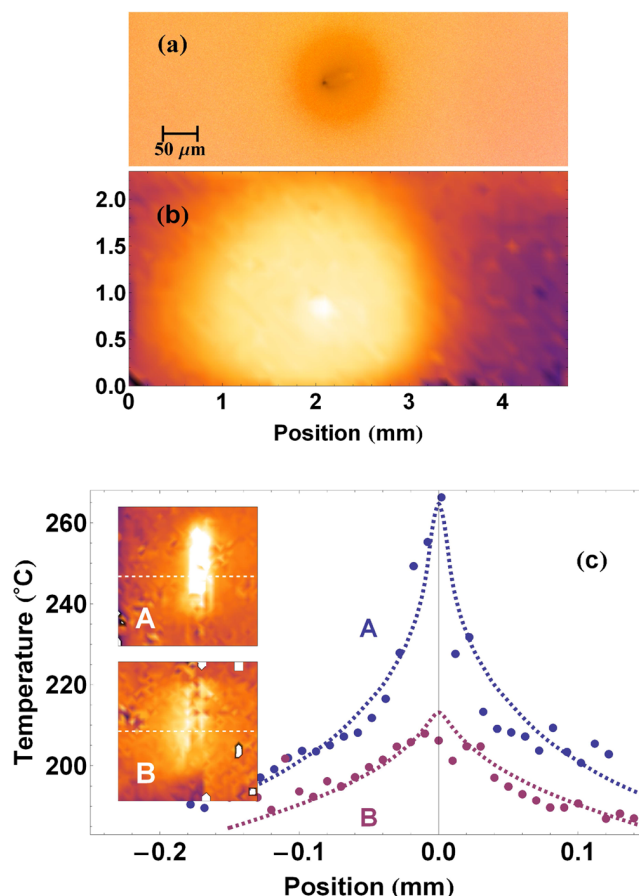 (a)
50 μm
(b)
2.0
1.5
1.0
0.5
0.0
0 1 2 3 4
Position (mm)
(c)
260
240
220
200
Temperature (°C)
A
B
A
B
−0.2 −0.1 0.0 0.1
Position (mm)